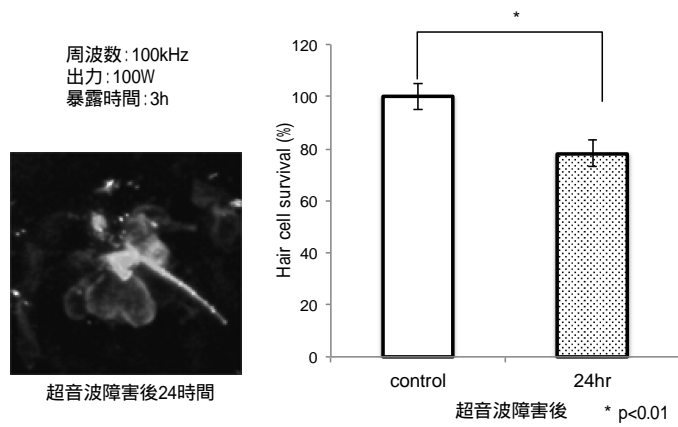 周波数：100kHz
出力：100W
暴露時間：3h
超音波障害後24時間
*
Hair cell survival (%)
120
100
80
60
40
20
0
control
24hr
超音波障害後
* p<0.01